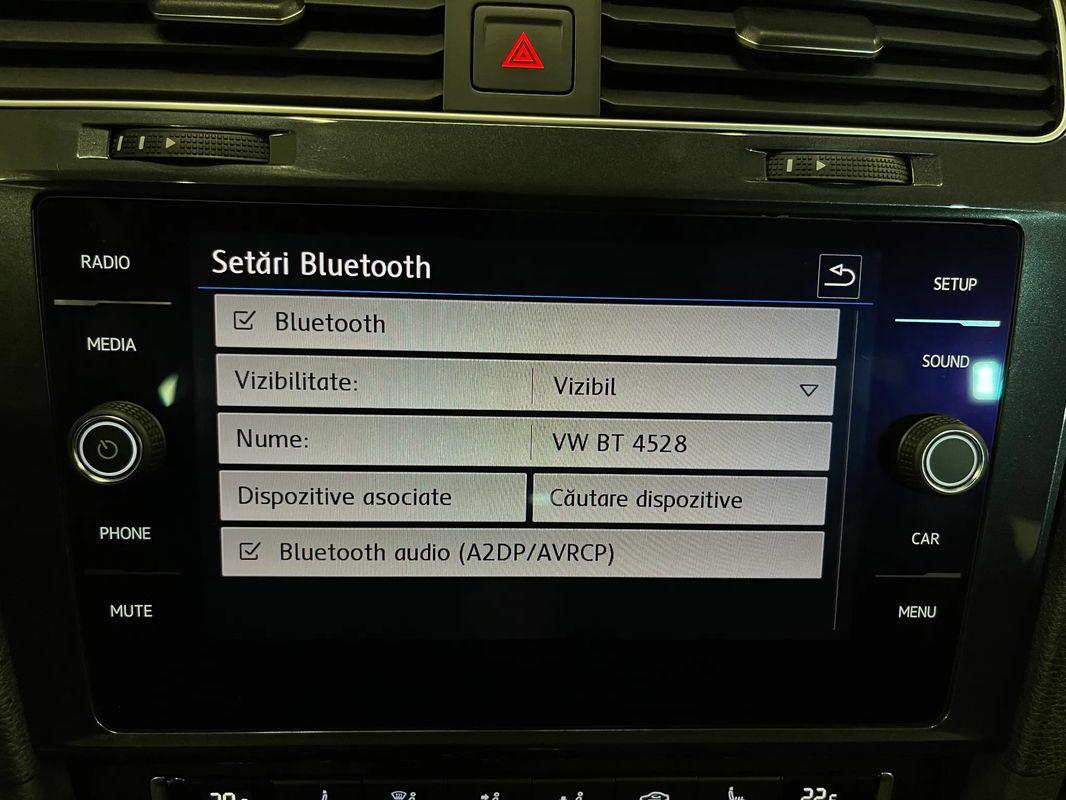 RADIO
Setări Bluetooth
SETUP
Bluetooth
MEDIA
SOUND
Vizibilitate:
Vizibil
Nume:
VW BT 4528
Dispozitive asociate
Căutare dispozitive
PHONE
CAR
Bluetooth audio (A2DP/AVRCP)
MUTE
MENU